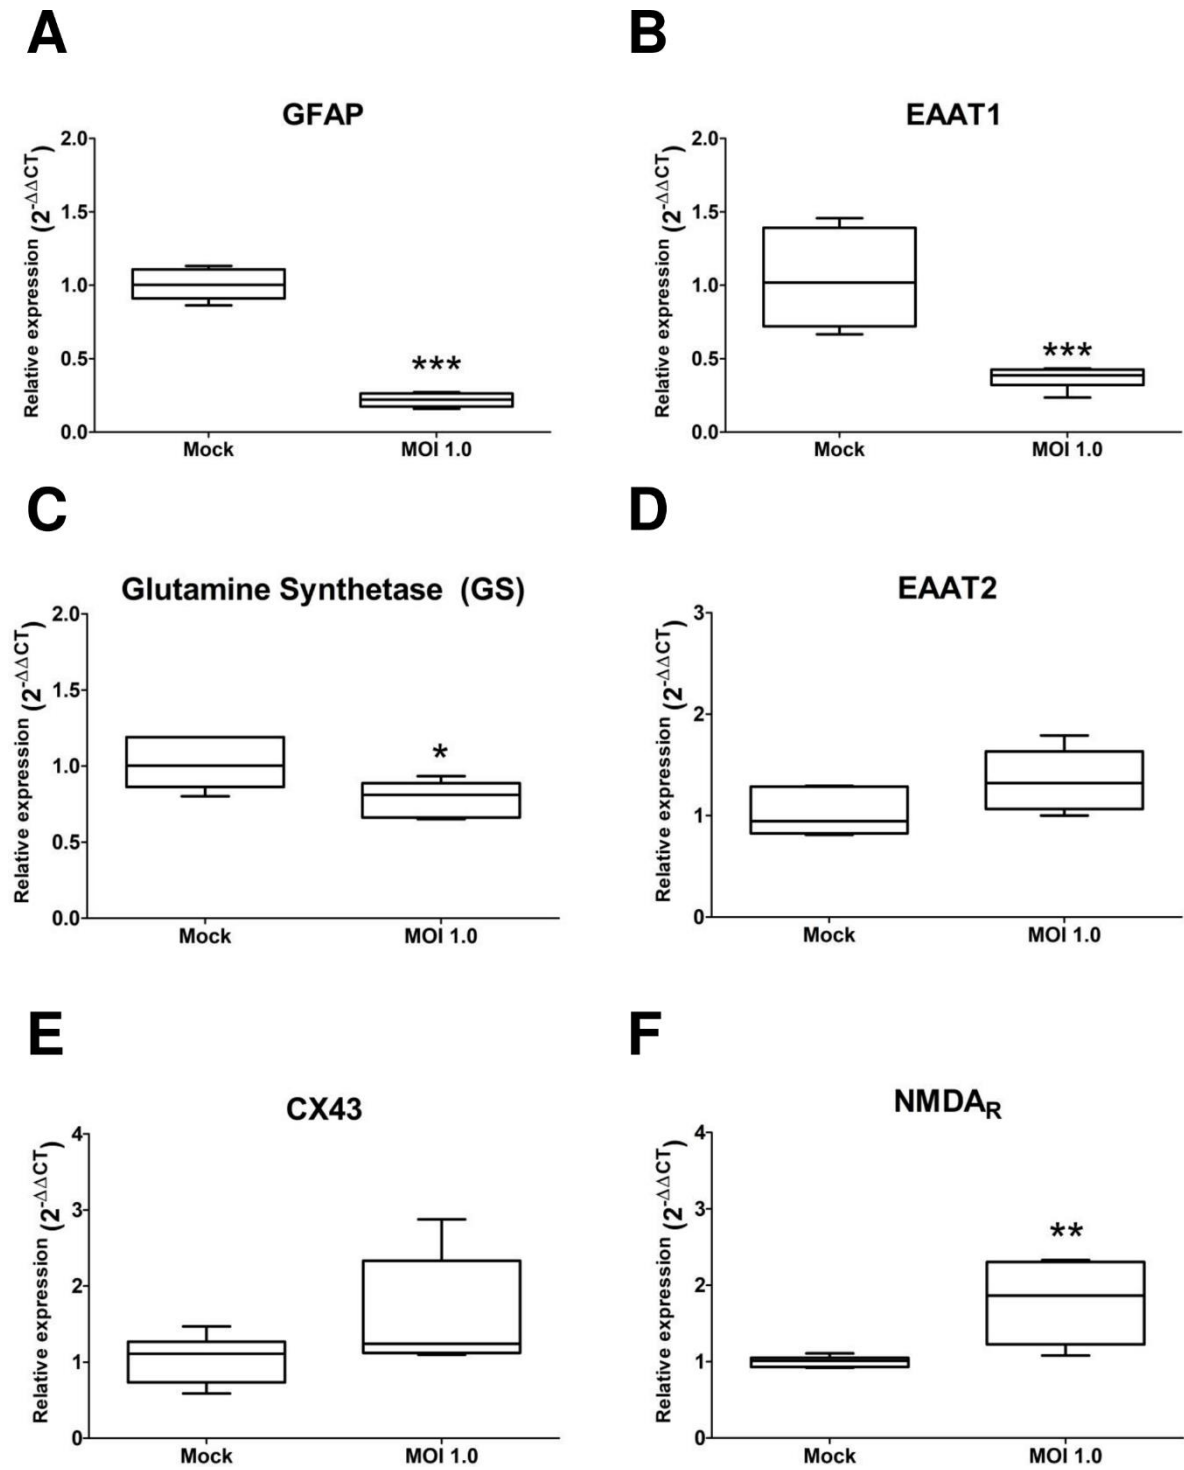 A
GFAP
Relative expression (2^-ΔΔCT)
2.0
1.5
1.0
0.5
0.0
***
Mock
MOI 1.0
B
EAAT1
Relative expression (2^-ΔΔCT)
2.0
1.5
1.0
0.5
0.0
***
Mock
MOI 1.0
C
Glutamine Synthetase (GS)
Relative expression (2^-ΔΔCT)
2.0
1.5
1.0
0.5
0.0
*
Mock
MOI 1.0
D
EAAT2
Relative expression (2^-ΔΔCT)
3
2
1
0
Mock
MOI 1.0
E
CX43
Relative expression (2^-ΔΔCT)
4
3
2
1
0
Mock
MOI 1.0
F
NMDA_R
Relative expression (2^-ΔΔCT)
4
3
2
1
0
**
Mock
MOI 1.0